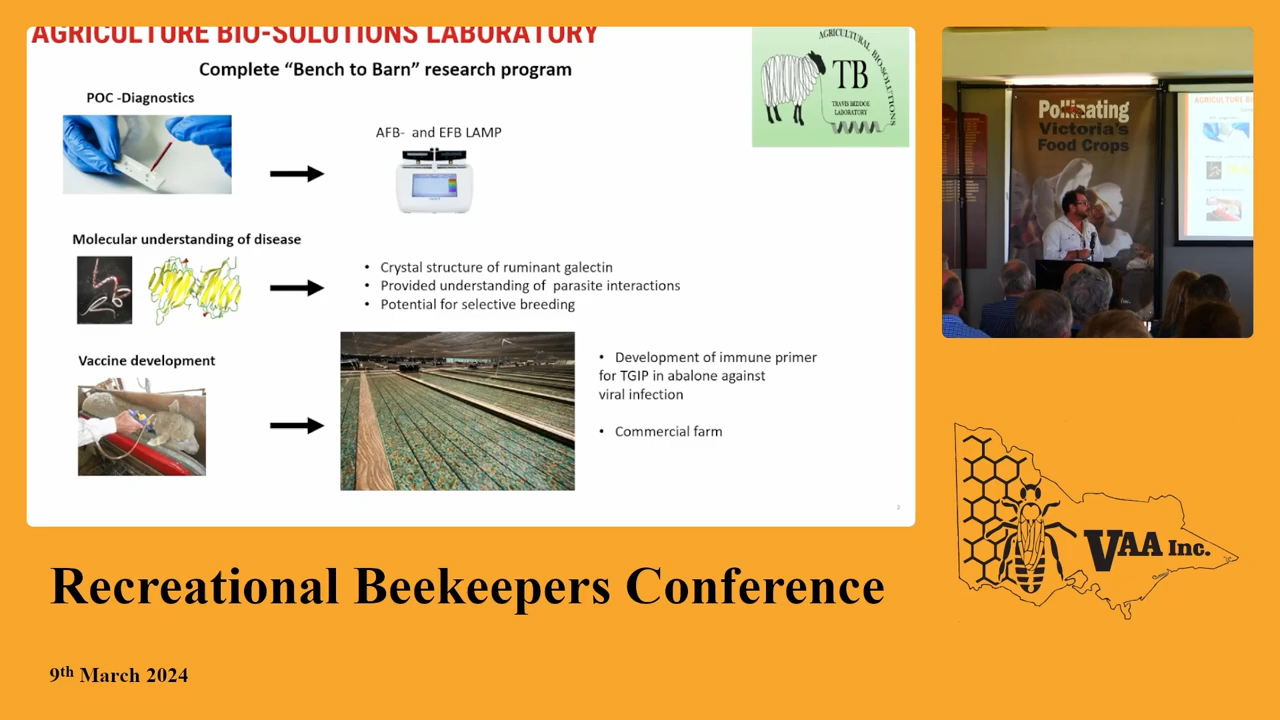 AGRICULTURE BIO-SOLUTIONS LABORATORY
Complete “Bench to Barn” research program
AGRICULTURAL BIO-SOLUTIONS
TB
TRAVIS BEDDOE
LABORATORY
POC -Diagnostics
AFB- and EFB LAMP
Molecular understanding of disease
• Crystal structure of ruminant galectin
• Provided understanding of parasite interactions
• Potential for selective breeding
Vaccine development
• Development of immune primer
for TGIP in abalone against
viral infection
• Commercial farm
2
Pollinating
Victoria's
Food Crops
AGRICULTURE B
VAA Inc.
Recreational Beekeepers Conference
9th March 2024